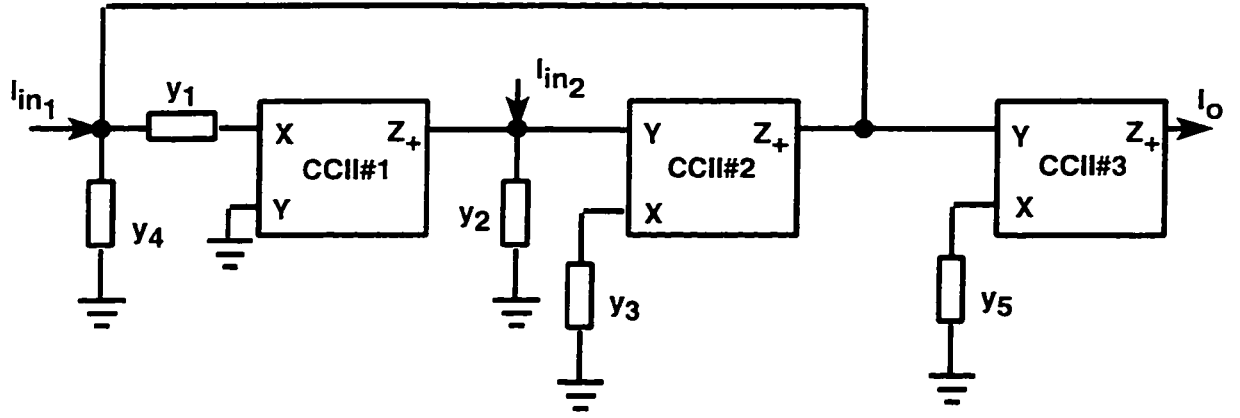 Iin1
y1
X
Z+
CCII#1
Y
y4
Iin2
y2
Y
Z+
CCII#2
X
y3
Y
Z+
CCII#3
X
y5
Io